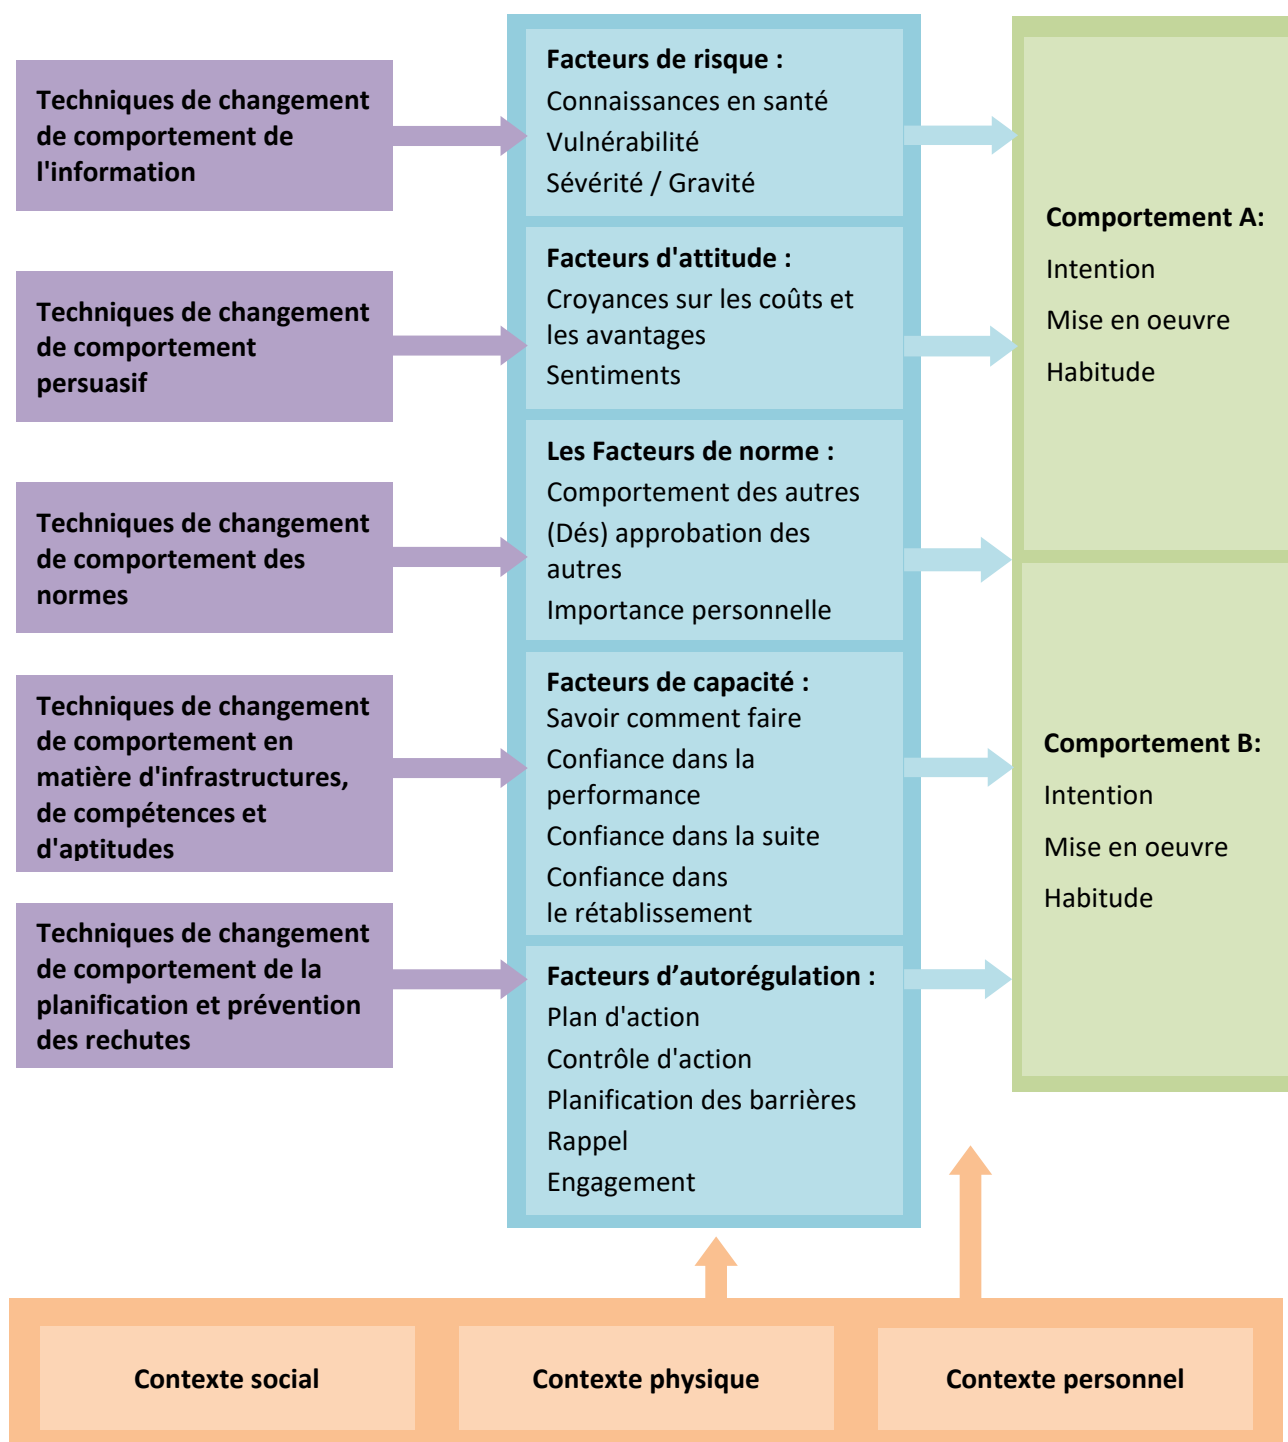 Techniques de changement
de comportement de
l'information
Facteurs de risque :
Connaissances en santé
Vulnérabilité
Sévérité / Gravité
Techniques de changement
de comportement
persuasif
Facteurs d'attitude :
Croyances sur les coûts et
les avantages
Sentiments
Techniques de changement
de comportement des
normes
Les Facteurs de norme :
Comportement des autres
(Dés) approbation des
autres
Importance personnelle
Techniques de changement
de comportement en
matière d'infrastructures,
de compétences et
d'aptitudes
Facteurs de capacité :
Savoir comment faire
Confiance dans la
performance
Confiance dans la suite
Confiance dans
le rétablissement
Techniques de changement
de comportement de la
planification et prévention
des rechutes
Facteurs d’autorégulation :
Plan d'action
Contrôle d'action
Planification des barrières
Rappel
Engagement
Comportement A:
Intention
Mise en oeuvre
Habitude
Comportement B:
Intention
Mise en oeuvre
Habitude
Contexte social
Contexte physique
Contexte personnel